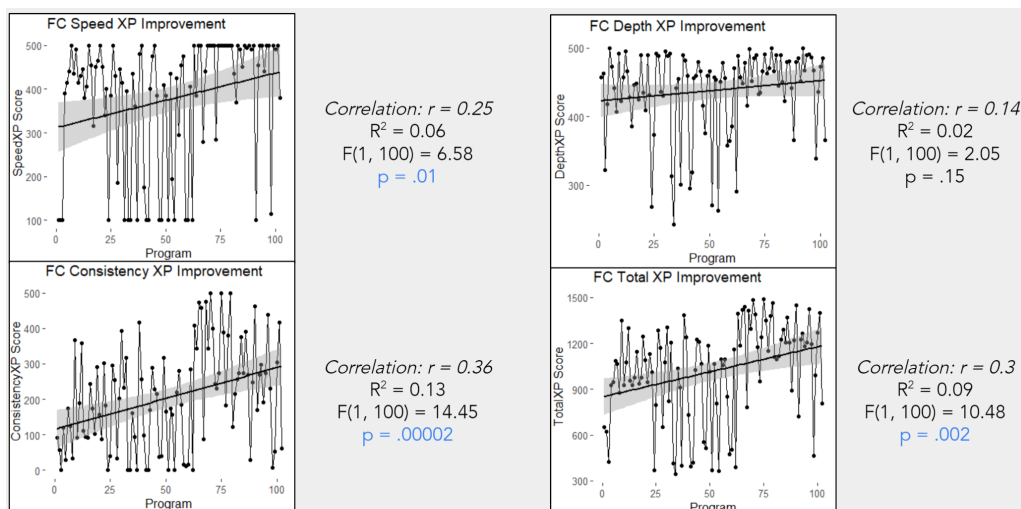 FC Speed XP Improvement
SpeedXP Score
500
400
300
200
100
0
25
50
75
100
Program
Correlation: r = 0.25
R² = 0.06
F(1, 100) = 6.58
p = .01
FC Depth XP Improvement
DepthXP Score
500
400
300
75
25
50
75
100
Program
Correlation: r = 0.14
R² = 0.02
F(1, 100) = 2.05
p = .15
FC Consistency XP Improvement
ConsistencyXP Score
500
400
300
200
100
0
0
25
50
75
100
Program
Correlation: r = 0.36
R² = 0.13
F(1, 100) = 14.45
p = .00002
FC Total XP Improvement
TotalXP Score
1500
1200
900
600
300
0
25
50
75
100
Program
Correlation: r = 0.3
R² = 0.09
F(1, 100) = 10.48
p = .002